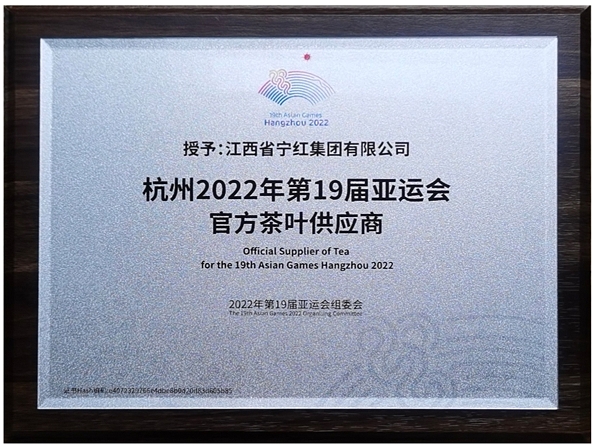 19th Asian Games
Hangzhou 2022
授予:江西省宁红集团有限公司
杭州2022年第19届亚运会
官方茶叶供应商
Official Supplier of Tea
for the 19th Asian Games Hangzhou 2022
2022年第19届亚运会组委会
The 19th Asian Games 2022 Organising Committee